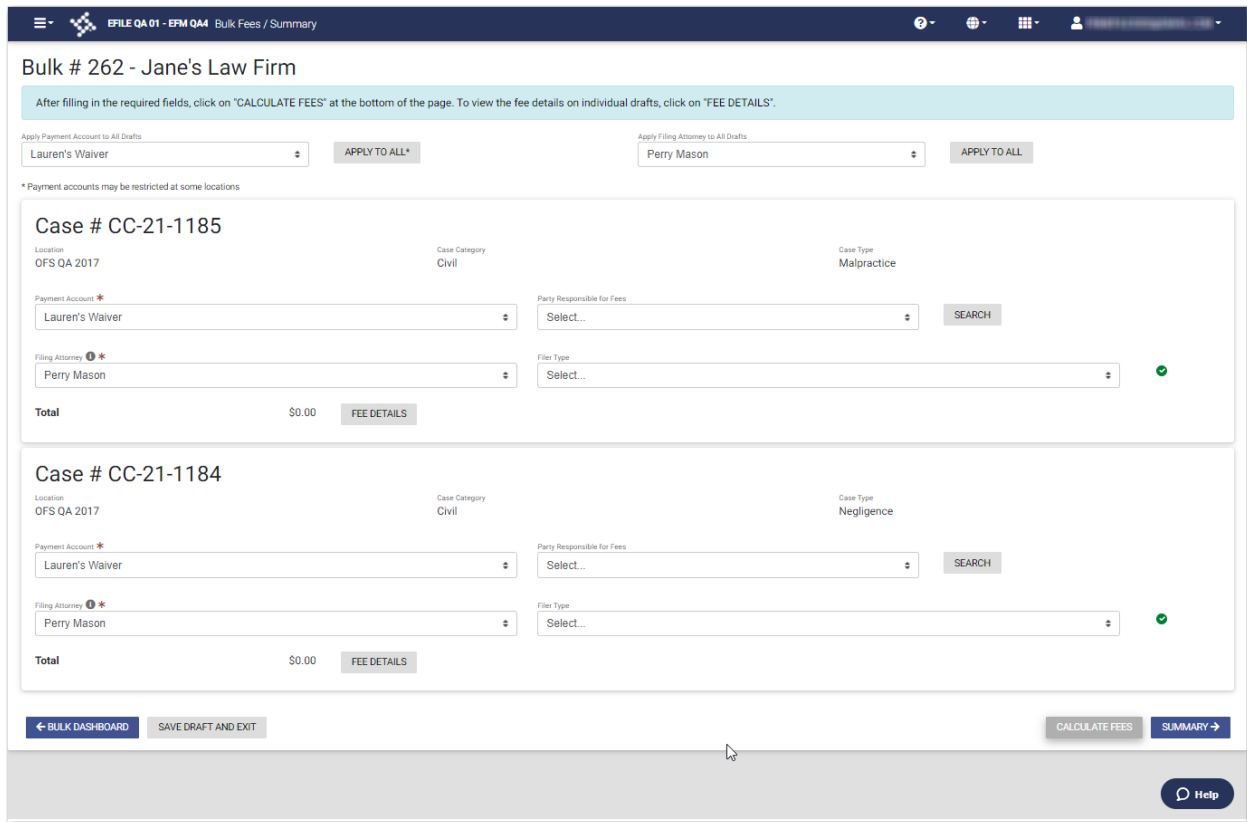 EFILE QA 01 - EFM QA4 Bulk Fees / Summary
Bulk # 262 - Jane's Law Firm
After filling in the required fields, click on "CALCULATE FEES" at the bottom of the page. To view the fee details on individual drafts, click on "FEE DETAILS".
Apply Payment Account to All Drafts Apply Filing Attorney to All Drafts
Lauren's Waiver APPLY TO ALL* Perry Mason APPLY TO ALL
* Payment accounts may be restricted at some locations
Case # CC-21-1185
Location Case Category Case Type
OFS QA 2017 Civil Malpractice
Payment Account * Party Responsible for Fees
Lauren's Waiver Select... SEARCH
Filing Attorney * Filer Type
Perry Mason Select...
Total $0.00 FEE DETAILS
Case # CC-21-1184
Location Case Category Case Type
OFS QA 2017 Civil Negligence
Payment Account * Party Responsible for Fees
Lauren's Waiver Select... SEARCH
Filing Attorney * Filer Type
Perry Mason Select...
Total $0.00 FEE DETAILS
BULK DASHBOARD SAVE DRAFT AND EXIT CALCULATE FEES SUMMARY
Help